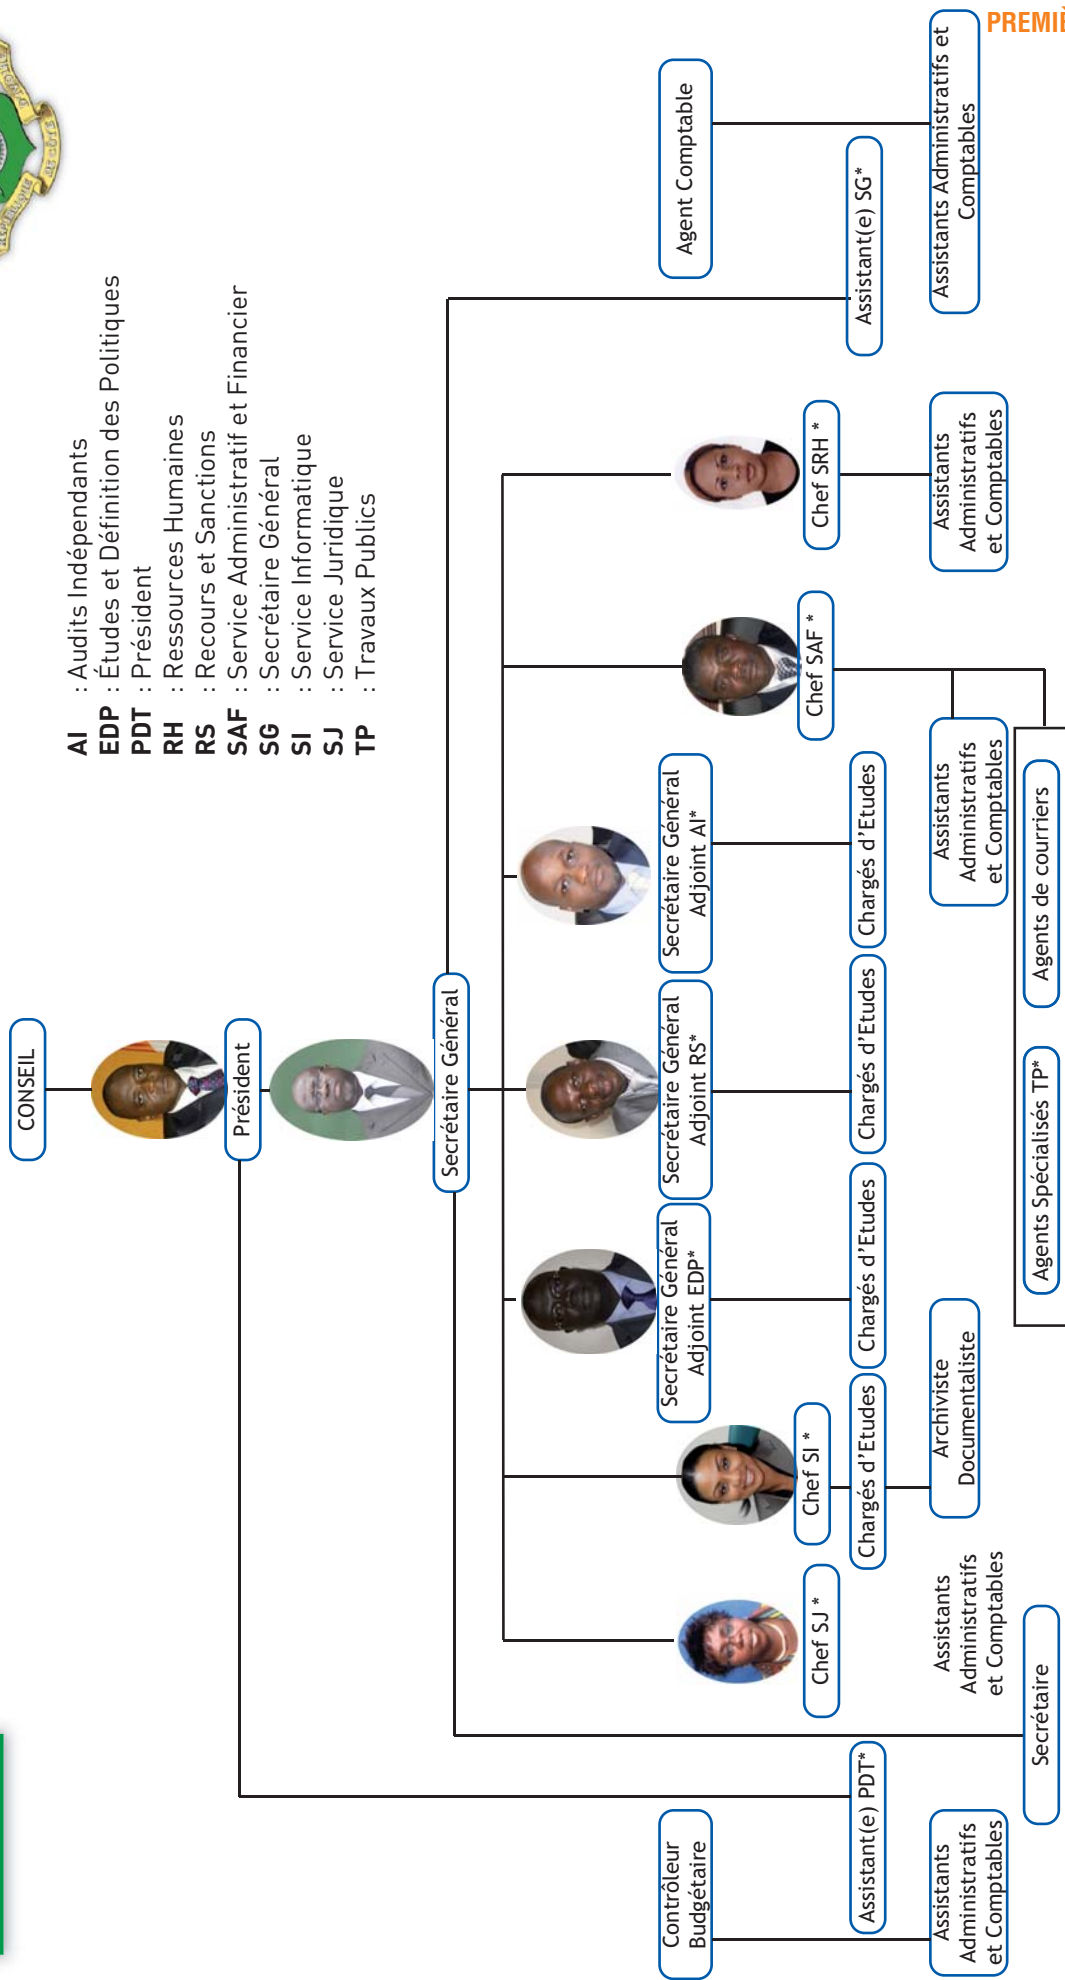 PREMIÈ
RÉPUBLIQUE
DE CÔTE
AI : Audits Indépendants
EDP : Études et Définition des Politiques
PDT : Président
RH : Ressources Humaines
RS : Recours et Sanctions
SAF : Service Administratif et Financier
SG : Secrétaire Général
SI : Service Informatique
SJ : Service Juridique
TP : Travaux Publics
CONSEIL
Président
Secrétaire Général
Contrôleur
Budgétaire
Secrétaire Général
Adjoint EDP*
Secrétaire Général
Adjoint RS*
Secrétaire Général
Adjoint AI*
Agent Comptable
Chef SJ *
Chef SI *
Chef SAF *
Chef SRH *
Assistant(e) PDT*
Chargés d'Etudes
Chargés d'Etudes
Chargés d'Etudes
Chargés d'Etudes
Assistant(e) SG*
Assistants
Administratifs
et Comptables
Assistants
Administratifs
et Comptables
Archiviste
Documentaliste
Assistants
Administratifs
et Comptables
Assistants
Administratifs
et Comptables
Assistants Administratifs et
Comptables
Secrétaire
Agents Spécialisés TP*
Agents de courriers